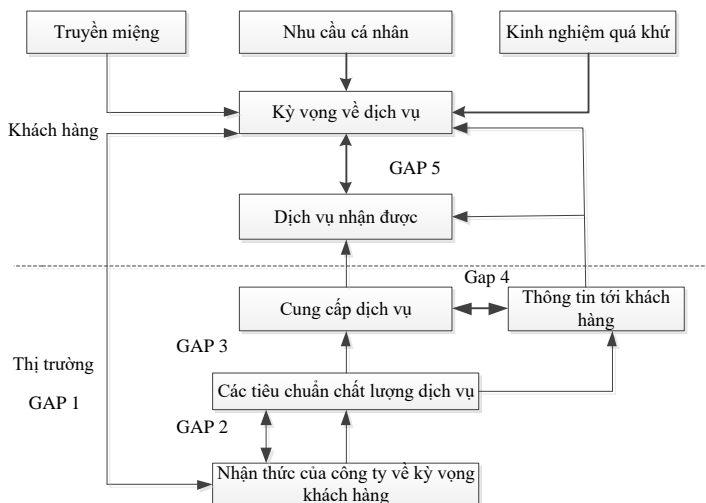 Truyền miệng
Nhu cầu cá nhân
Kinh nghiệm quá khứ
Kỳ vọng về dịch vụ
Khách hàng
GAP 5
Dịch vụ nhận được
Gap 4
Cung cấp dịch vụ
Thông tin tới khách
hàng
GAP 3
Thị trường
Các tiêu chuẩn chất lượng dịch vụ
GAP 1
GAP 2
Nhận thức của công ty về kỳ vọng
khách hàng